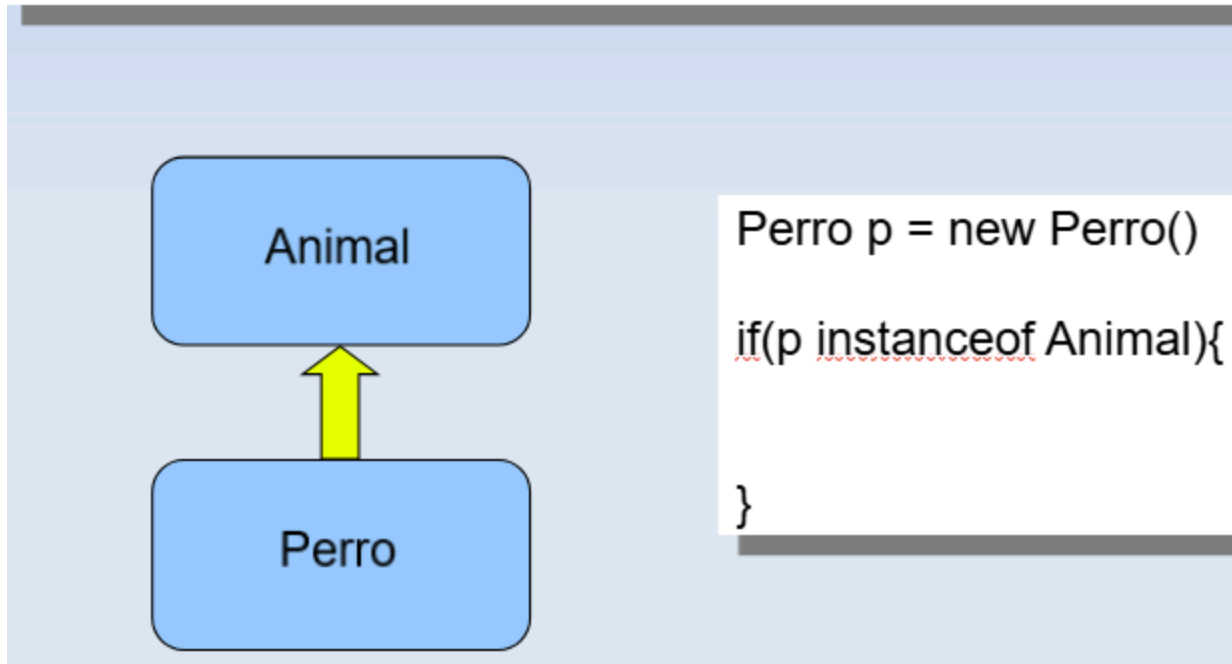 Animal
Perro
Perro p = new Perro()
if(p instanceof Animal){
}